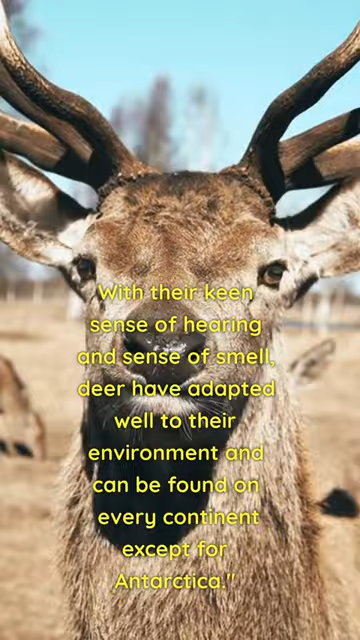 With their keen
sense of hearing
and sense of smell,
deer have adapted
well to their
environment and
can be found on
every continent
except for
Antarctica."